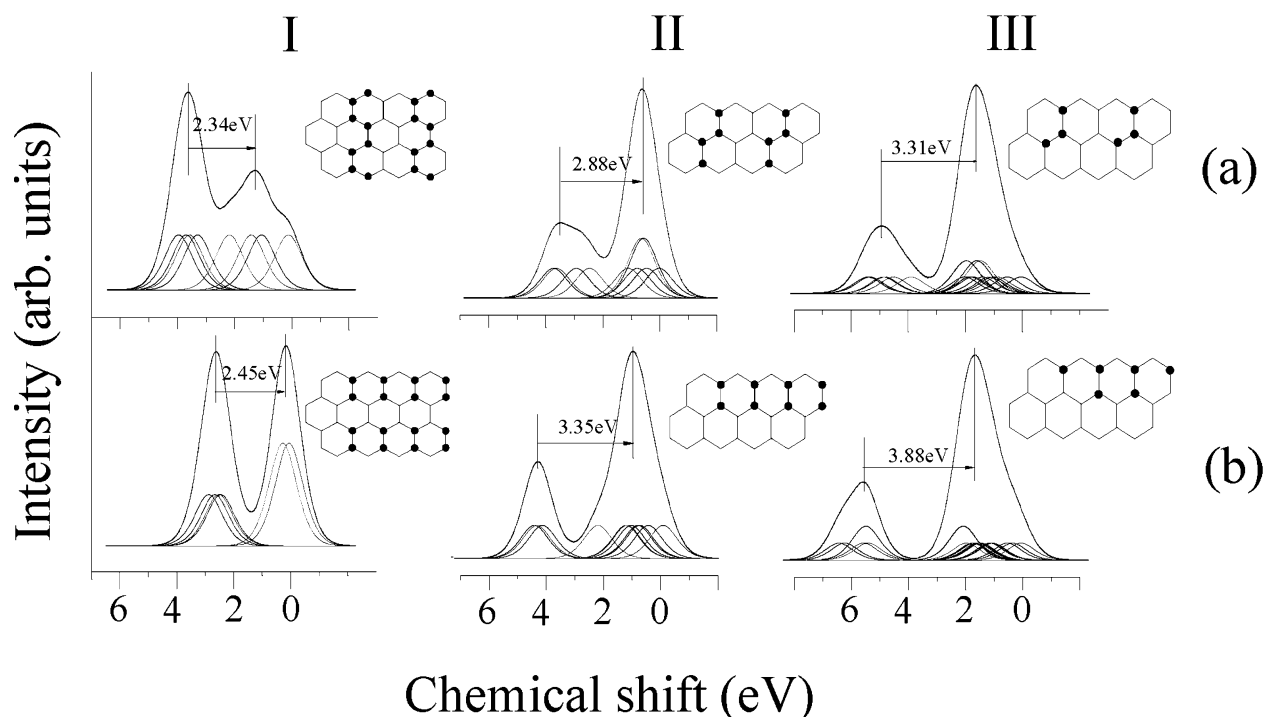 I II III
2.34eV 2.88eV 3.31eV (a)
6 4 2 0 6 4 2 0 6 4 2 0
2.45eV 3.35eV 3.88eV (b)
Intensity (arb. units)
Chemical shift (eV)